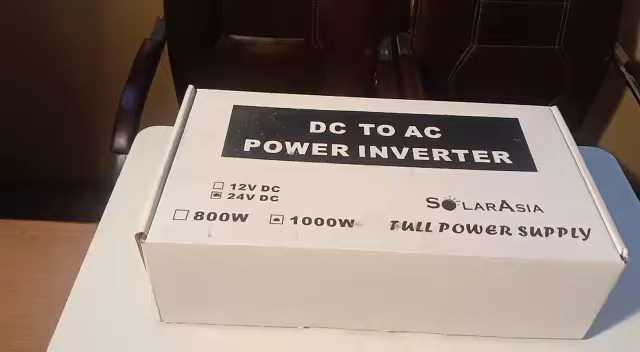 DC TO AC
POWER INVERTER
12V DC
24V DC
800W 1000W
SOLARASIA
FULL POWER SUPPLY